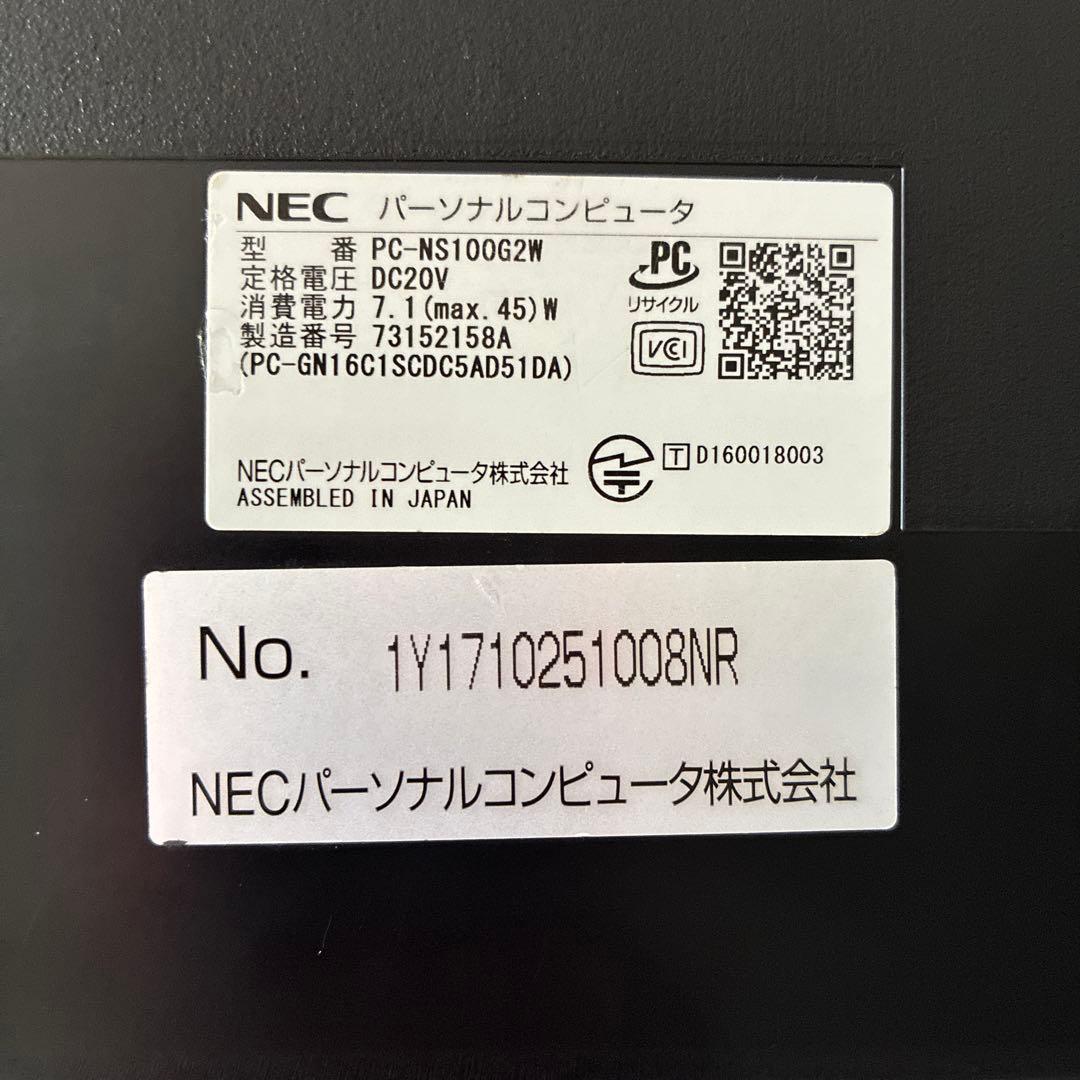 NEC パーソナルコンピュータ
型 番 PC-NS100G2W
定格電圧 DC20V
消費電力 7.1(max.45)W
製造番号 73152158A
(PC-GN16C1SCDC5AD51DA)
PC
リサイクル
VCI
NECパーソナルコンピュータ株式会社
ASSEMBLED IN JAPAN
T D160018003
No. 1Y1710251008NR
NECパーソナルコンピュータ株式会社